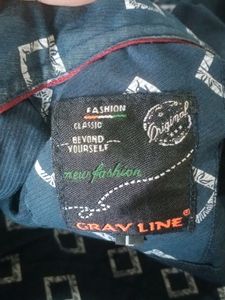 FASHION
CLASSIC
Original
BEYOND
YOURSELF
new fashion
GRAY LINE®
L